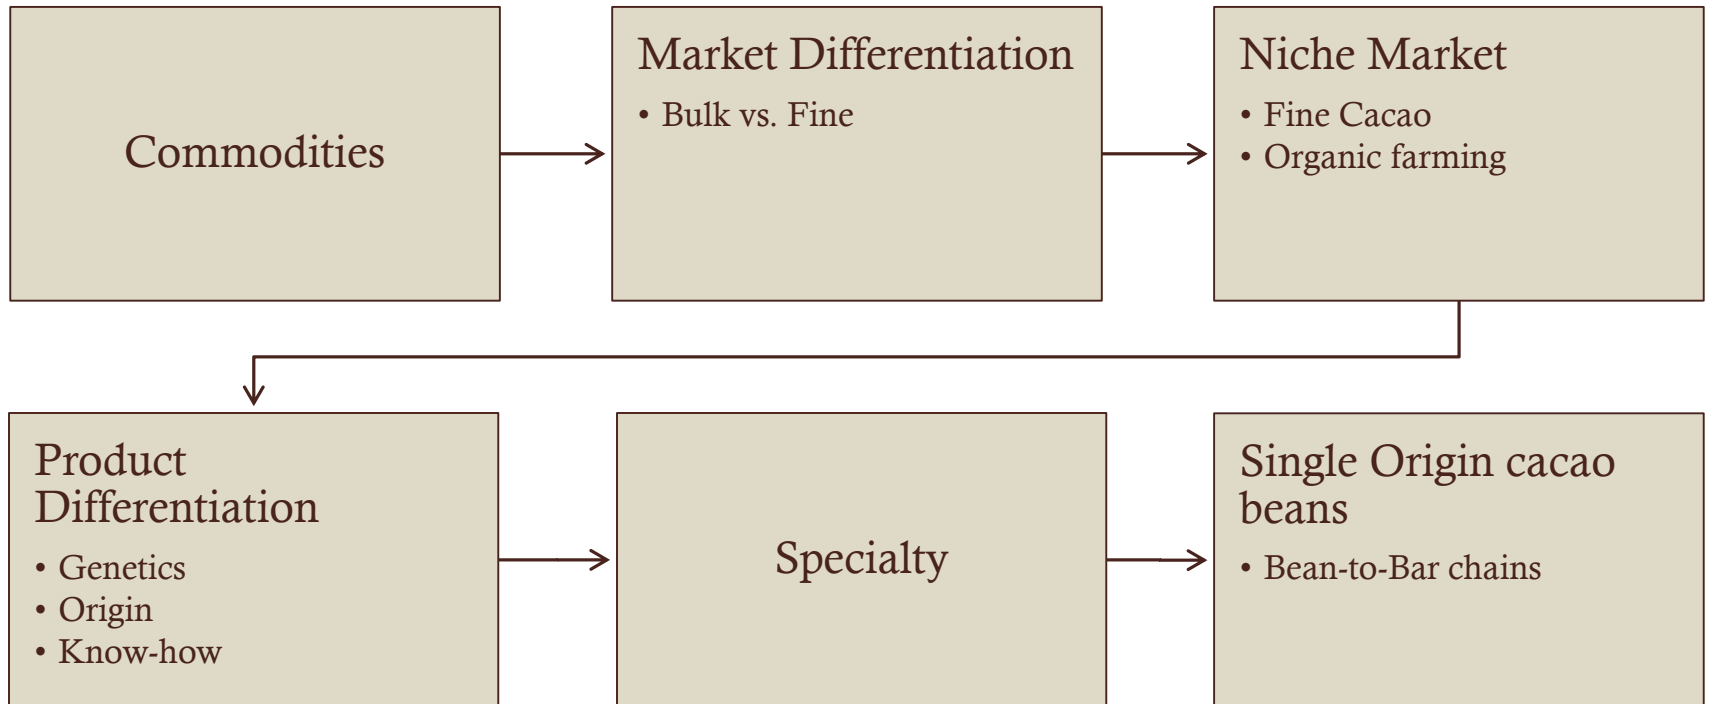 Commodities
Market Differentiation
• Bulk vs. Fine
Niche Market
• Fine Cacao
• Organic farming
Product
Differentiation
• Genetics
• Origin
• Know-how
Specialty
Single Origin cacao
beans
• Bean-to-Bar chains